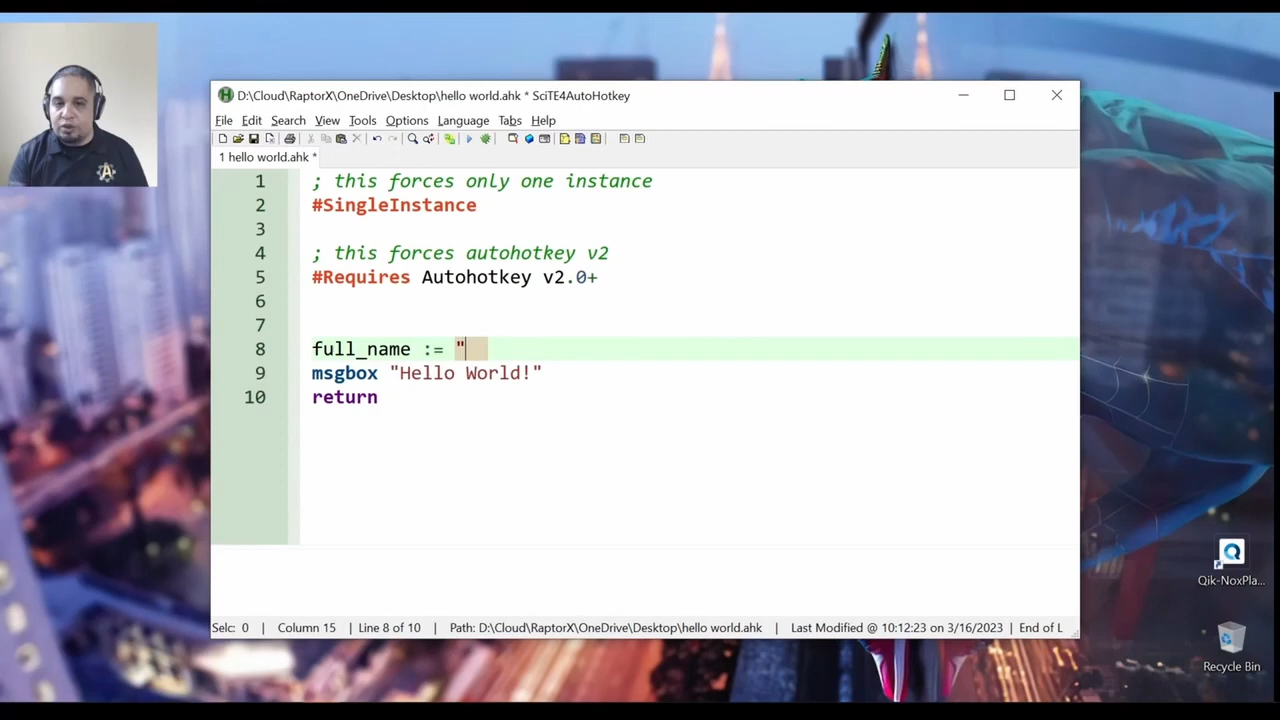 D:\Cloud\RaptorX\OneDrive\Desktop\hello world.ahk * SciTE4AutoHotkey
File Edit Search View Tools Options Language Tabs Help
1 hello world.ahk *
1 ; this forces only one instance
2 #SingleInstance
3
4 ; this forces autohotkey v2
5 #Requires Autohotkey v2.0+
6
7
8 full_name := "
9 msgbox "Hello World!"
10 return
Selc: 0 | Column 15 | Line 8 of 10 | Path: D:\Cloud\RaptorX\OneDrive\Desktop\hello world.ahk | Last Modified @ 10:12:23 on 3/16/2023 | End of L
Qik-NoxPla...
Recycle Bin